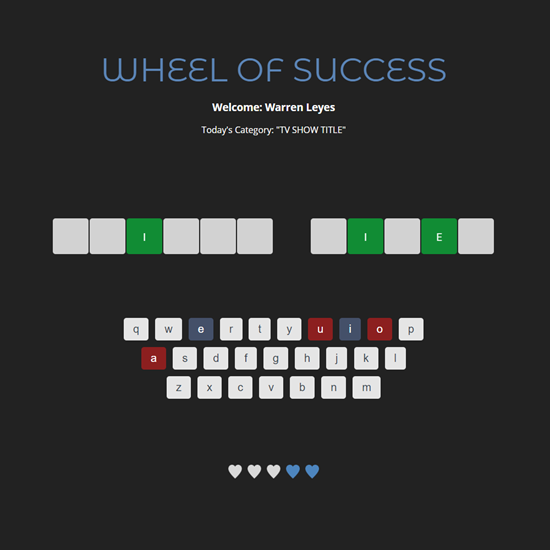 WHEEL OF SUCCESS
Welcome: Warren Leyes
Today's Category: "TV SHOW TITLE"
I I E
q w e r t y u i o p
a s d f g h j k l
z x c v b n m